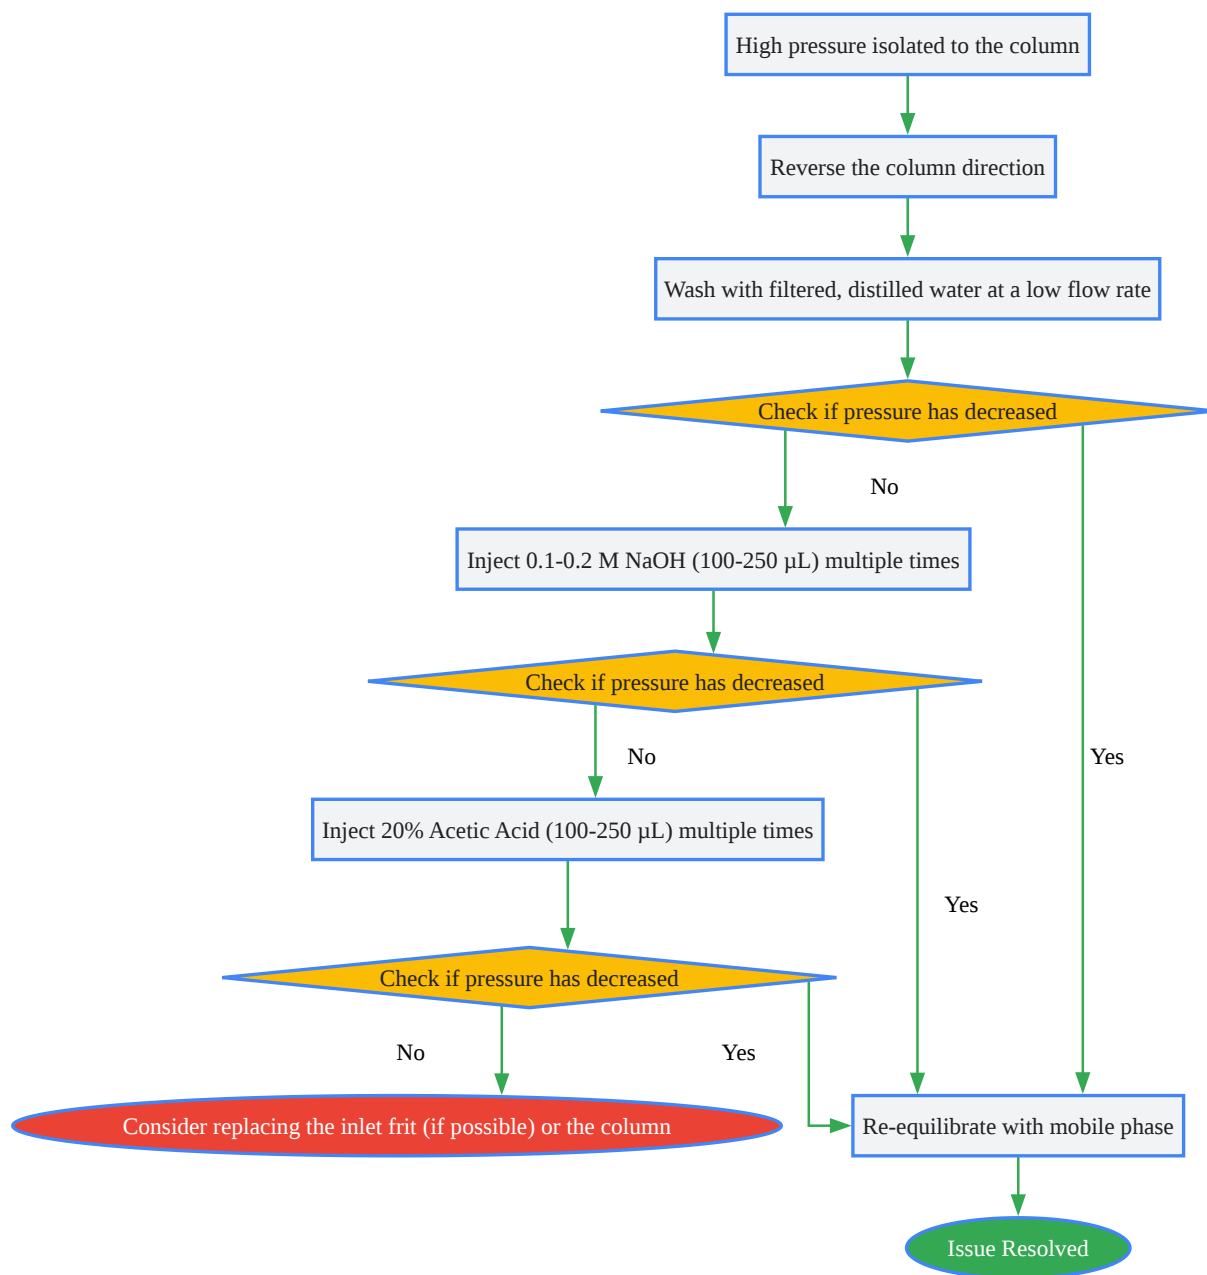 High pressure isolated to the column
Reverse the column direction
Wash with filtered, distilled water at a low flow rate
Check if pressure has decreased
No
Inject 0.1-0.2 M NaOH (100-250 µL) multiple times
Check if pressure has decreased
No
Yes
Inject 20% Acetic Acid (100-250 µL) multiple times
Yes
Check if pressure has decreased
No
Yes
Consider replacing the inlet frit (if possible) or the column
Re-equilibrate with mobile phase
Issue Resolved